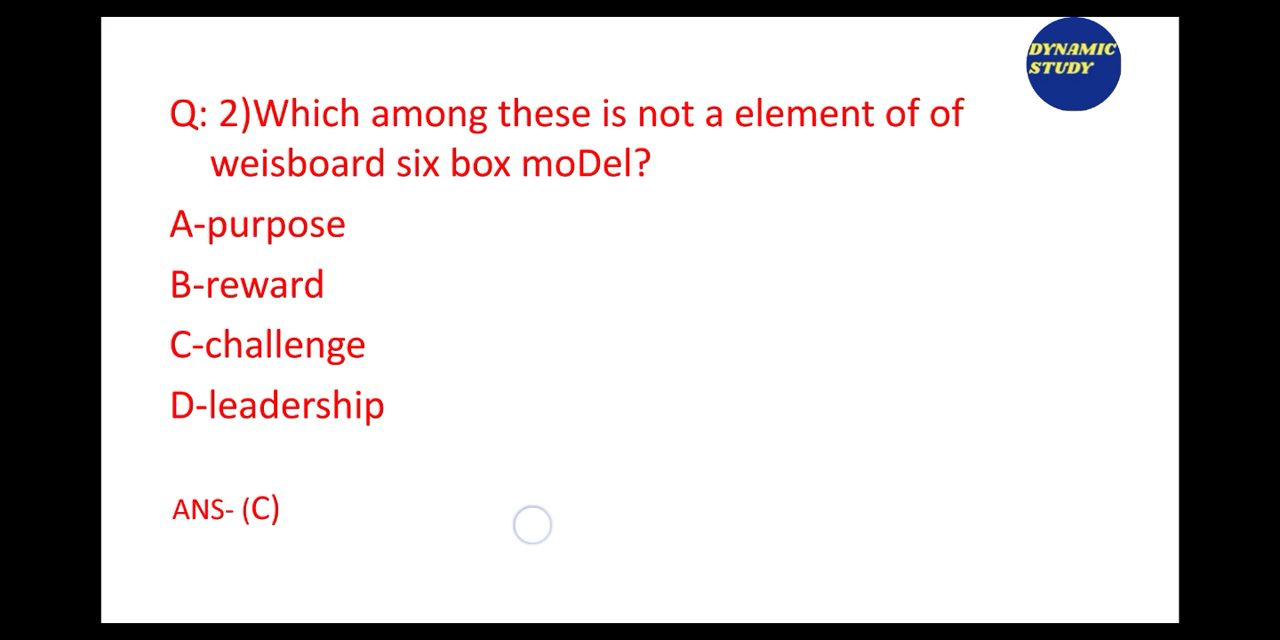 DYNAMIC
STUDY
Q: 2)Which among these is not a element of of
weisboard six box moDel?
A-purpose
B-reward
C-challenge
D-leadership
ANS- (C)